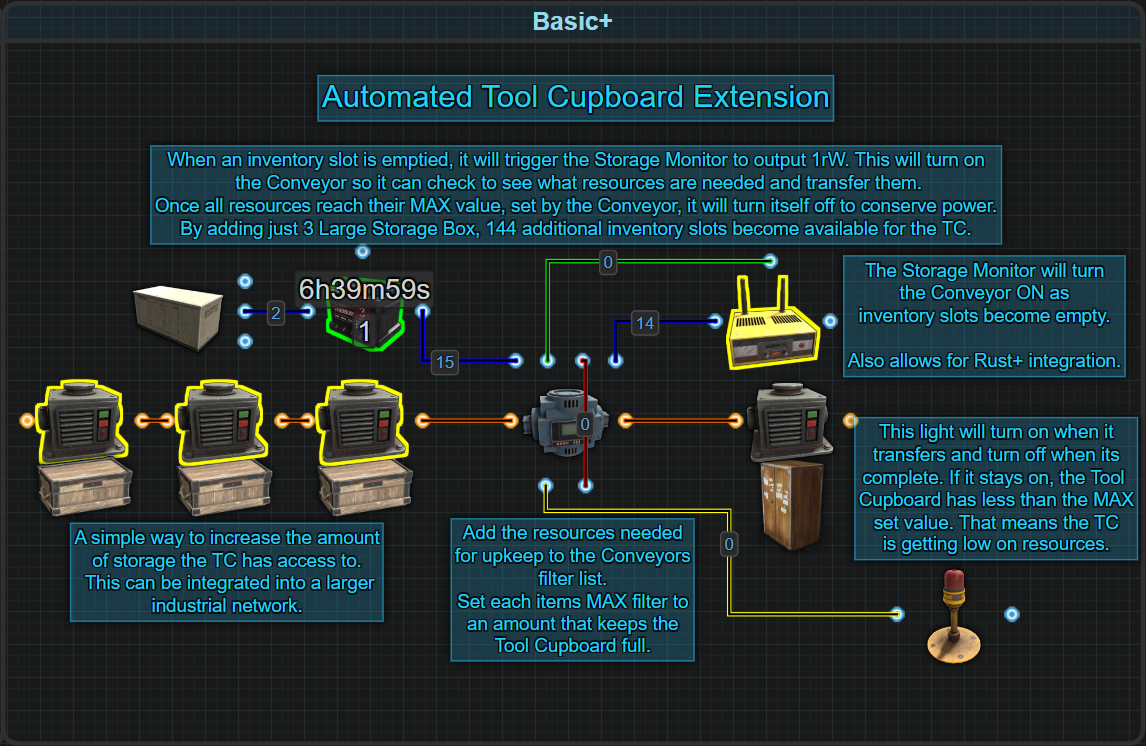 Basic+
Automated Tool Cupboard Extension
When an inventory slot is emptied, it will trigger the Storage Monitor to output 1rW. This will turn on
the Conveyor so it can check to see what resources are needed and transfer them.
Once all resources reach their MAX value, set by the Conveyor, it will turn itself off to conserve power.
By adding just 3 Large Storage Box, 144 additional inventory slots become available for the TC.
0
The Storage Monitor will turn
the Conveyor ON as
inventory slots become empty.
Also allows for Rust+ integration.
6h39m59s
2
1
14
15
0
This light will turn on when it
transfers and turn off when its
complete. If it stays on, the Tool
Cupboard has less than the MAX
set value. That means the TC
is getting low on resources.
A simple way to increase the amount
of storage the TC has access to.
This can be integrated into a larger
industrial network.
Add the resources needed
for upkeep to the Conveyors
filter list.
Set each items MAX filter to
an amount that keeps the
Tool Cupboard full.
0